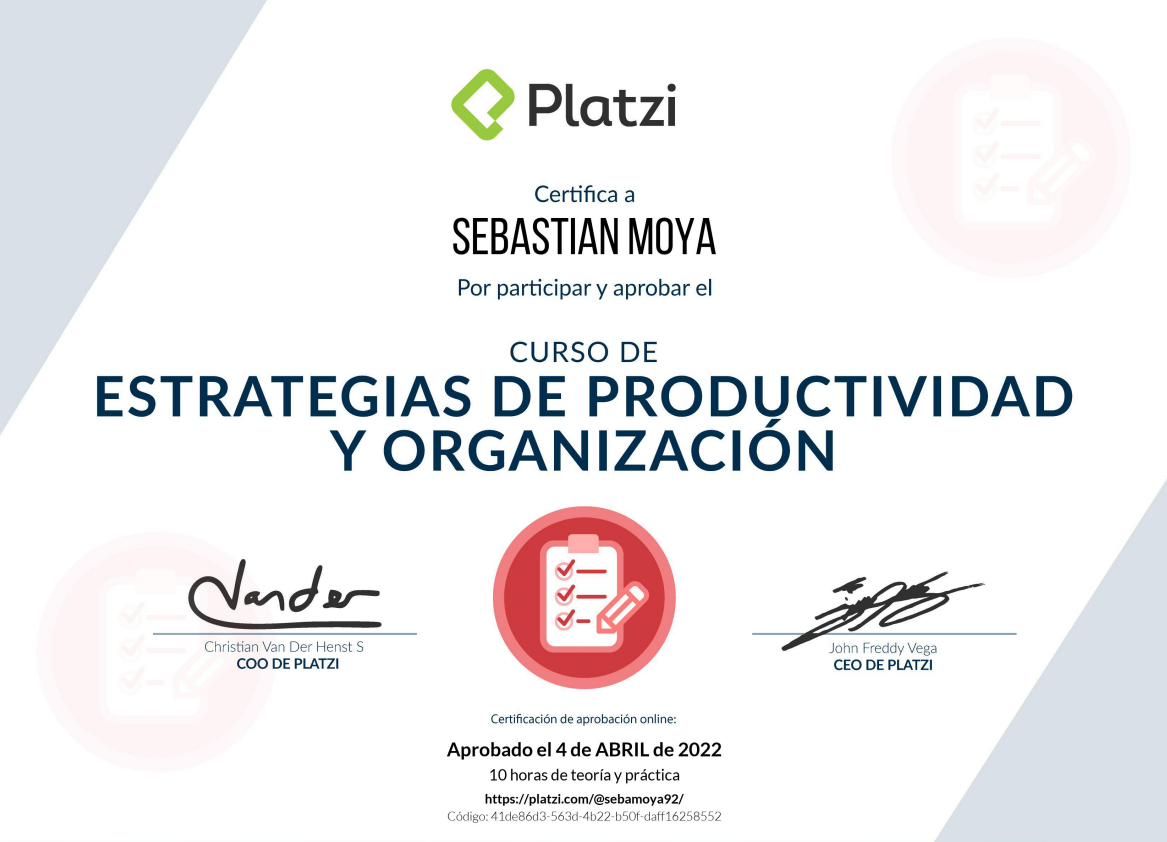 Platzi
Certifica a
SEBASTIAN MOYA
Por participar y aprobar el
CURSO DE
ESTRATEGIAS DE PRODUCTIVIDAD
Y ORGANIZACIÓN
Vander
Christian Van Der Henst S
COO DE PLATZI
John Freddy Vega
CEO DE PLATZI
Certificación de aprobación online:
Aprobado el 4 de ABRIL de 2022
10 horas de teoría y práctica
https://platzi.com/@sebamoya92/
Código: 41de86d3-563d-4b22-b50f-daff16258552